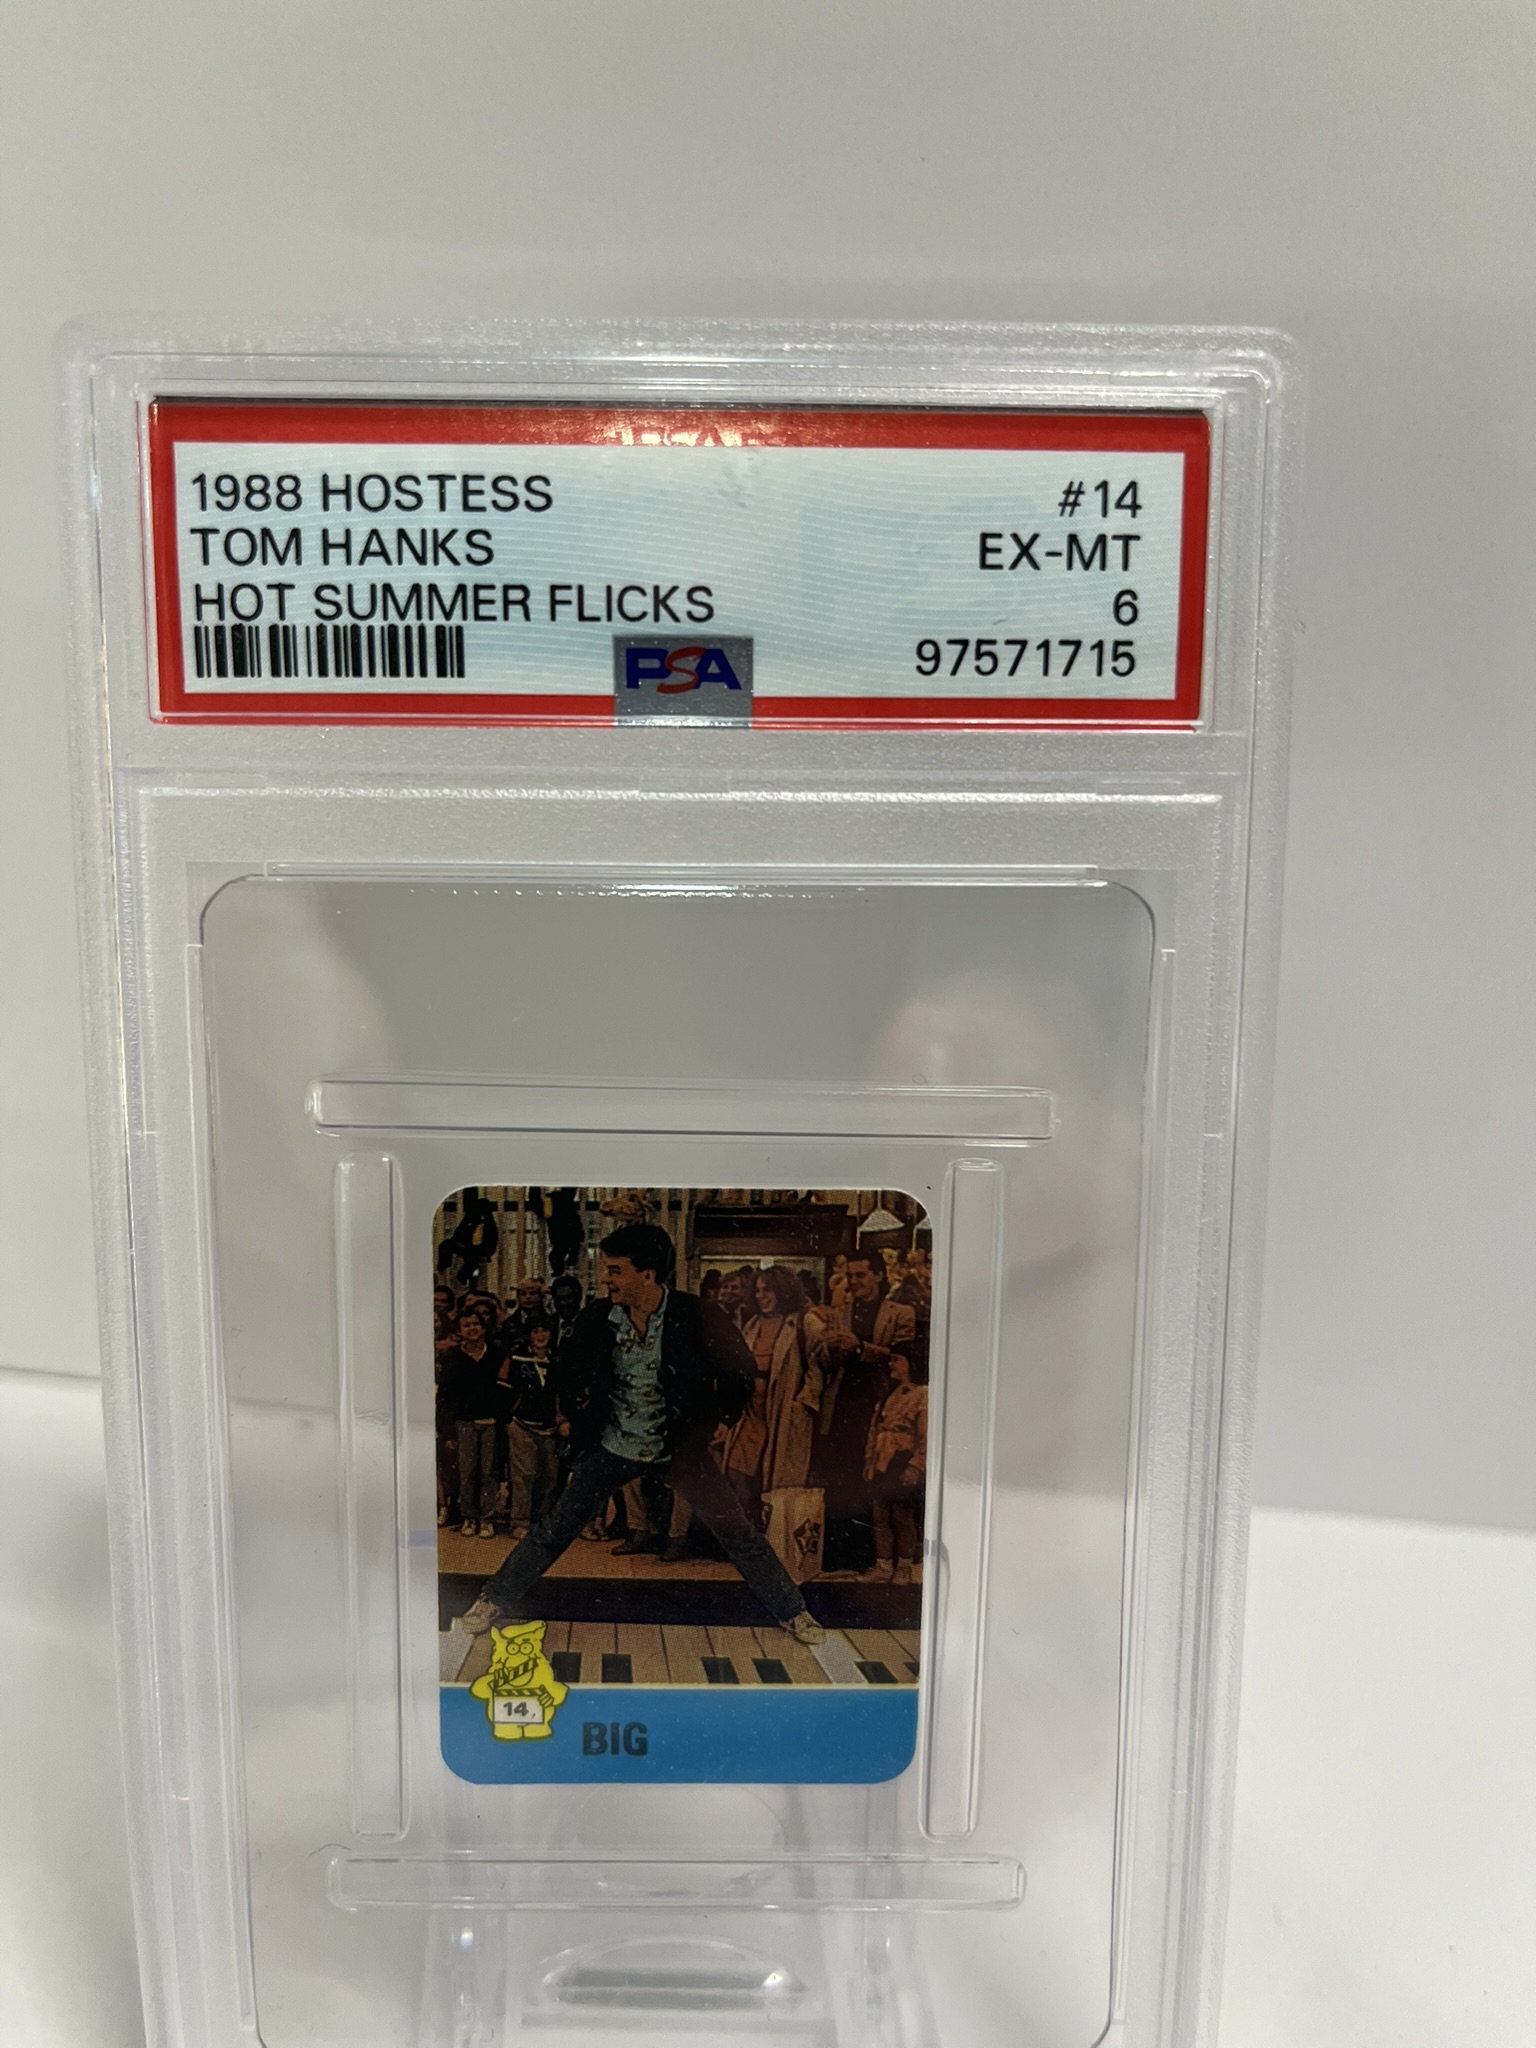 1988 HOSTESS #14
TOM HANKS EX-MT
HOT SUMMER FLICKS 6
PSA 97571715
14
BIG